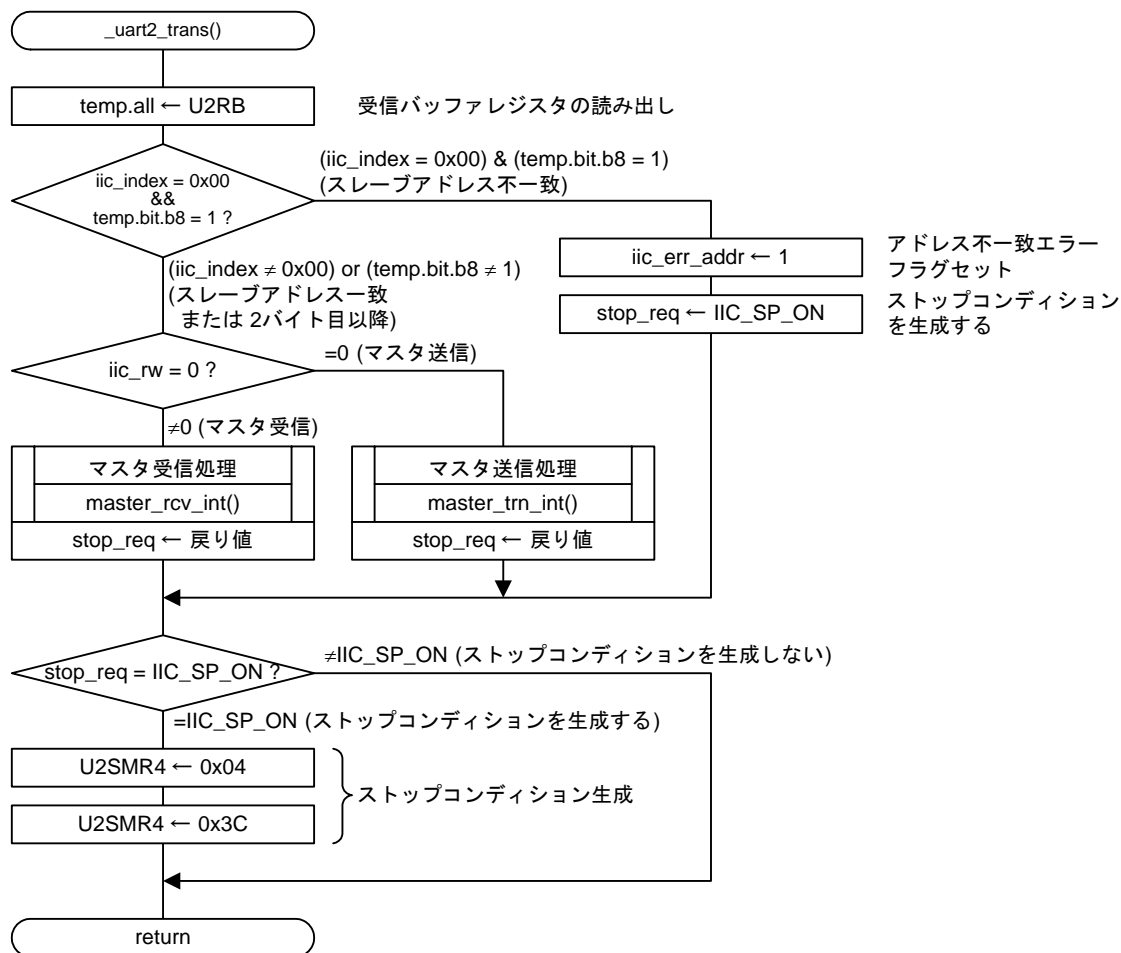 _uart2_trans()
temp.all ← U2RB
受信バッファレジスタの読み出し
iic_index = 0x00
&&
temp.bit.b8 = 1 ?
(iic_index = 0x00) & (temp.bit.b8 = 1)
(スレーブアドレス不一致)
iic_err_addr ← 1
アドレス不一致エラー
フラグセット
stop_req ← IIC_SP_ON
ストップコンディション
を生成する
(iic_index ≠ 0x00) or (temp.bit.b8 ≠ 1)
(スレーブアドレス一致
または 2バイト目以降)
iic_rw = 0 ?
=0 (マスタ送信)
≠0 (マスタ受信)
マスタ受信処理
master_rcv_int()
stop_req ← 戻り値
マスタ送信処理
master_trn_int()
stop_req ← 戻り値
stop_req = IIC_SP_ON ?
≠IIC_SP_ON (ストップコンディションを生成しない)
=IIC_SP_ON (ストップコンディションを生成する)
U2SMR4 ← 0x04
U2SMR4 ← 0x3C
ストップコンディション生成
return